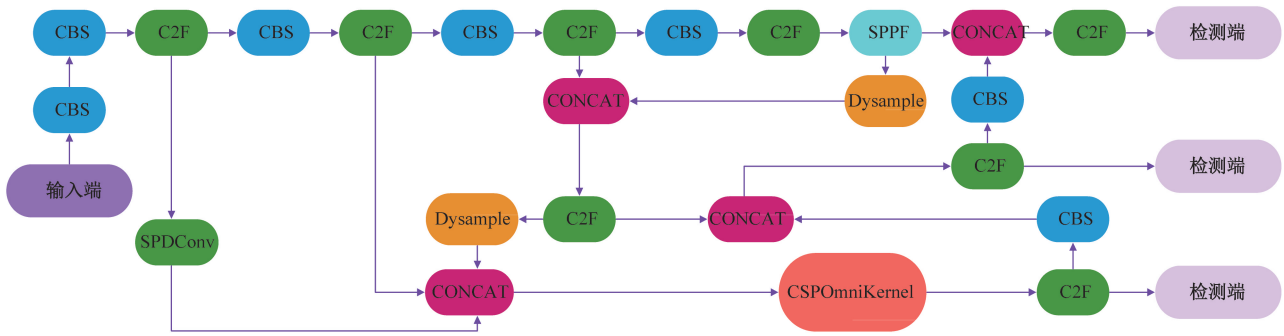 CBS
C2F
CBS
C2F
CBS
C2F
CBS
C2F
SPPF
CONCAT
C2F
检测端
CBS
CONCAT
Dysample
CBS
输入端
C2F
检测端
Dysample
C2F
CONCAT
CBS
SPDConv
CONCAT
CSPOmniKernel
C2F
检测端